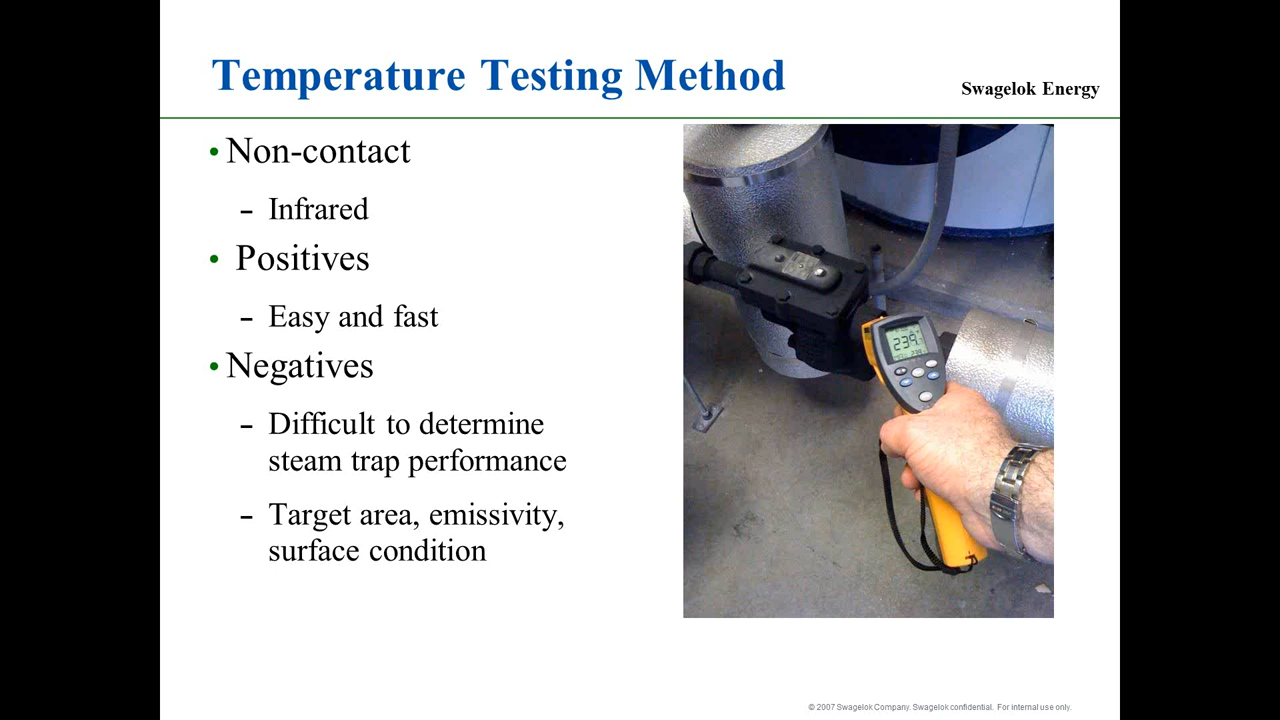 Temperature Testing Method
Swagelok Energy
• Non-contact
– Infrared
• Positives
– Easy and fast
• Negatives
– Difficult to determine
steam trap performance
– Target area, emissivity,
surface condition
© 2007 Swagelok Company. Swagelok confidential. For internal use only.